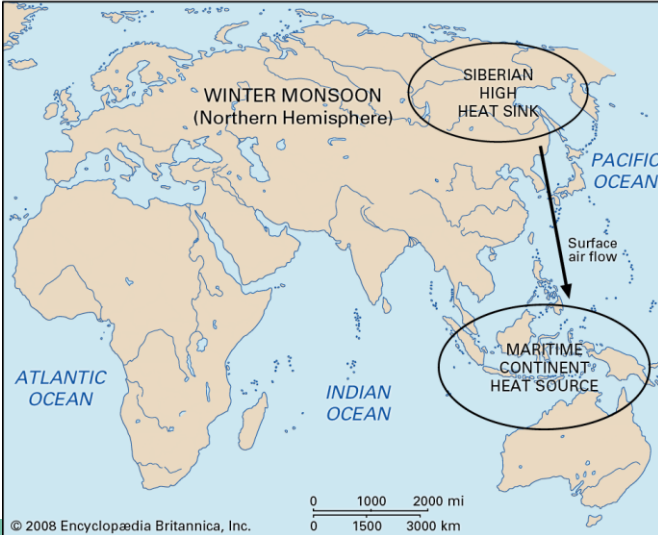 WINTER MONSOON
(Northern Hemisphere)
SIBERIAN
HIGH
HEAT SINK
PACIFIC
OCEAN
Surface
air flow
MARITIME
CONTINENT
HEAT SOURCE
ATLANTIC
OCEAN
INDIAN
OCEAN
0 1000 2000 mi
0 1500 3000 km
© 2008 Encyclopædia Britannica, Inc.